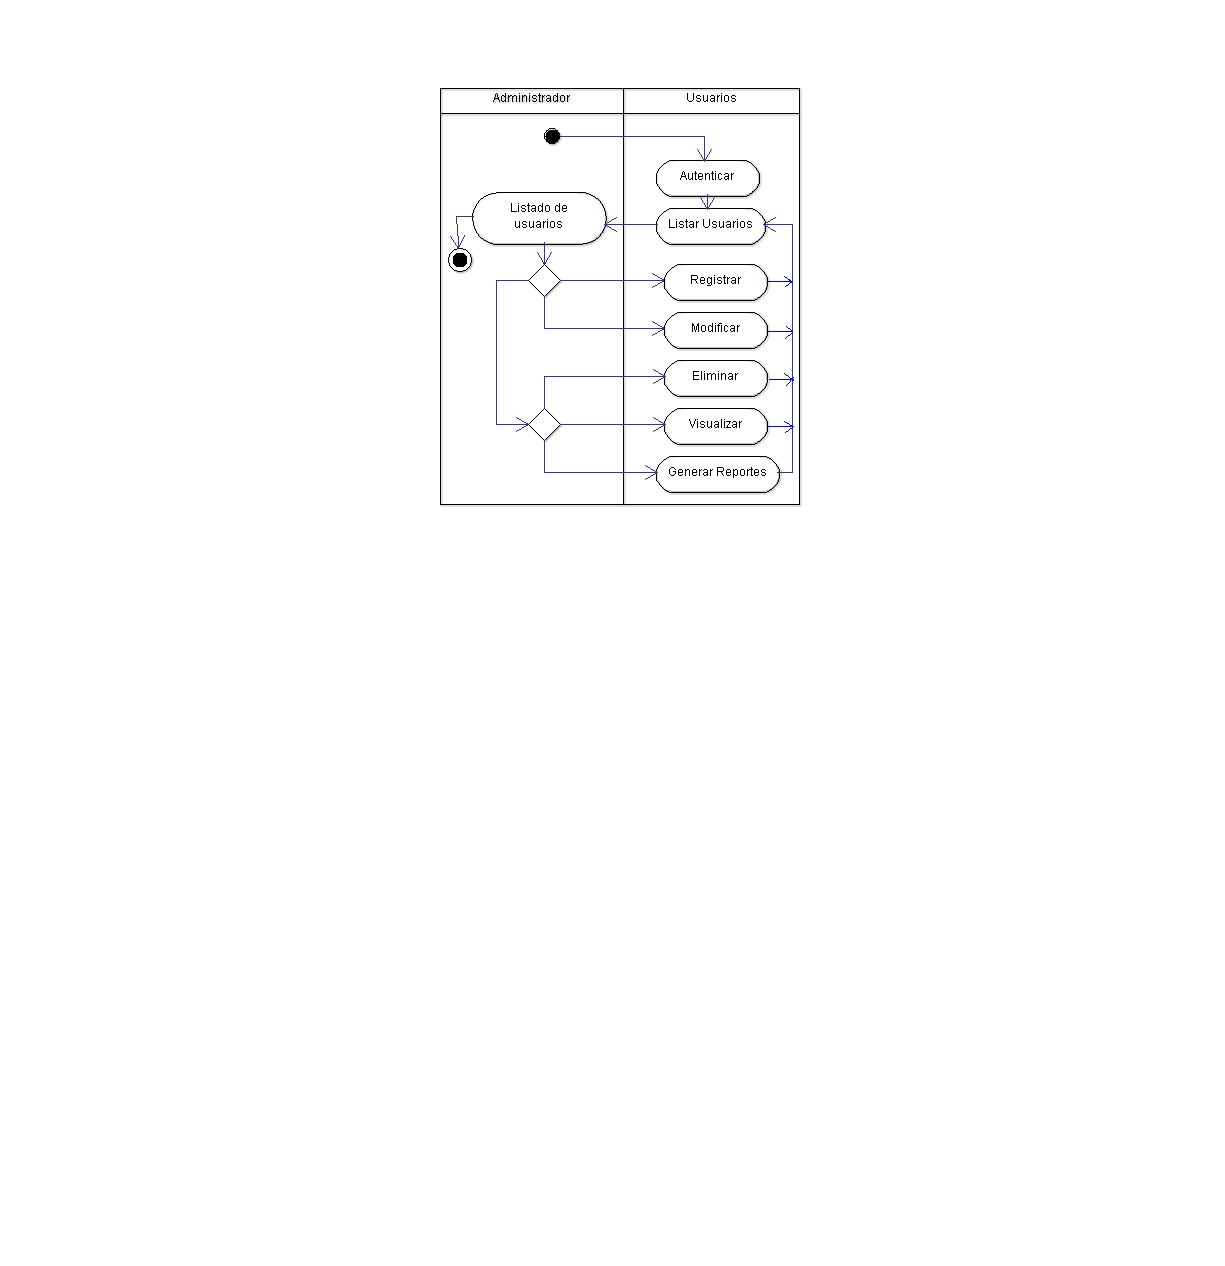 Administrador
Usuarios
Autenticar
Listado de
usuarios
Listar Usuarios
Registrar
Modificar
Eliminar
Visualizar
Generar Reportes